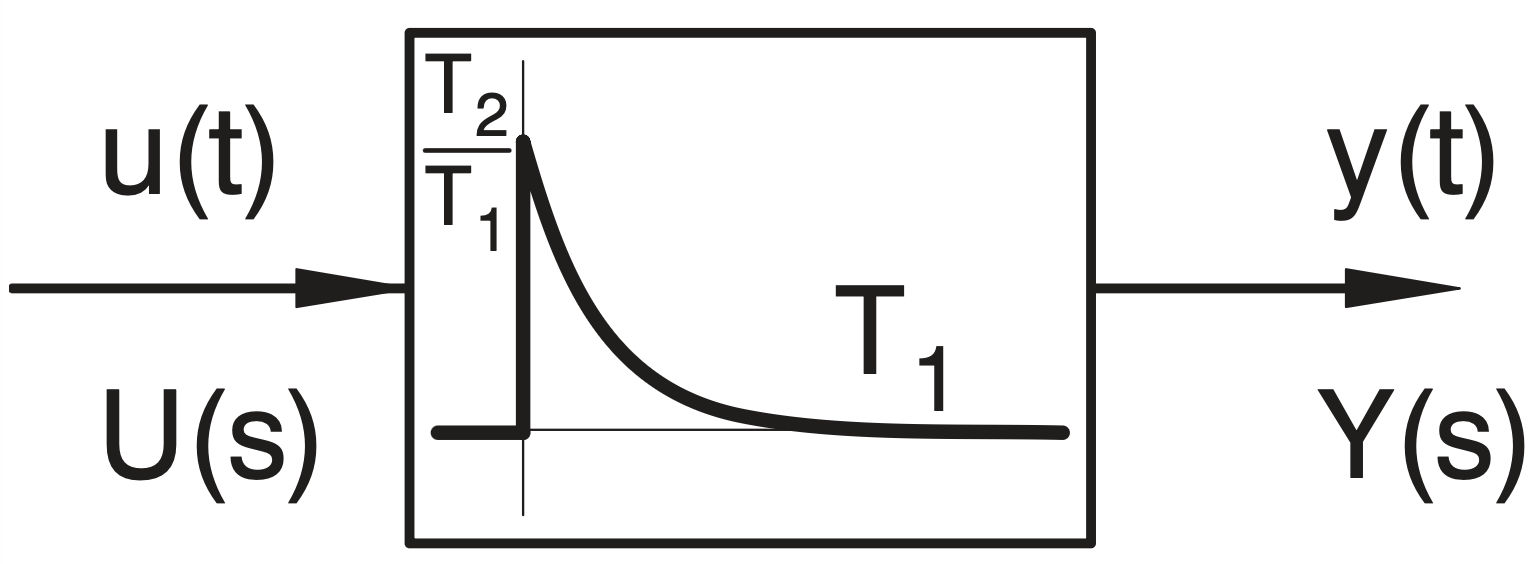 u(t)
U(s)
T₂
T₁
T₁
y(t)
Y(s)